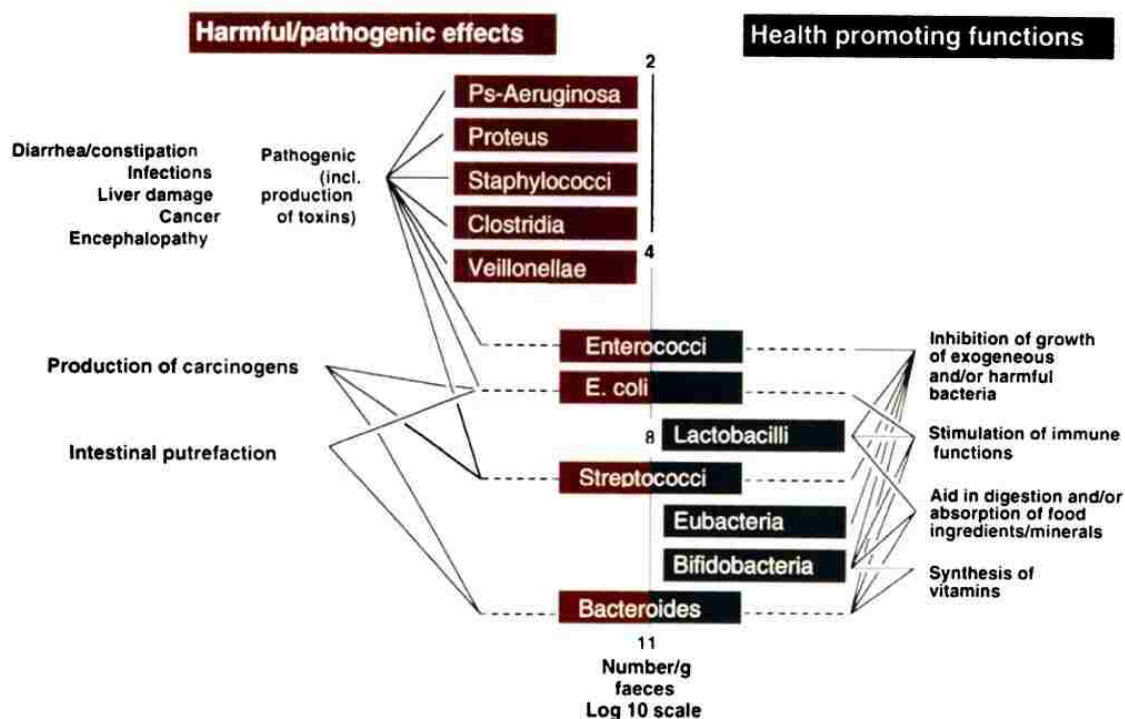 Harmful/pathogenic effects
Health promoting functions
2
Ps-Aeruginosa
Proteus
Staphylococci
Clostridia
4
Veillonellae
Diarrhea/constipation
Infections
Liver damage
Cancer
Encephalopathy
Pathogenic
(incl.
production
of toxins)
Production of carcinogens
Intestinal putrefaction
Enterococci
E. coli
8
Lactobacilli
Streptococci
Eubacteria
Bifidobacteria
Bacteroides
11
Number/g
faeces
Log 10 scale
Inhibition of growth
of exogeneous
and/or harmful
bacteria
Stimulation of immune
functions
Aid in digestion and/or
absorption of food
ingredients/minerals
Synthesis of
vitamins